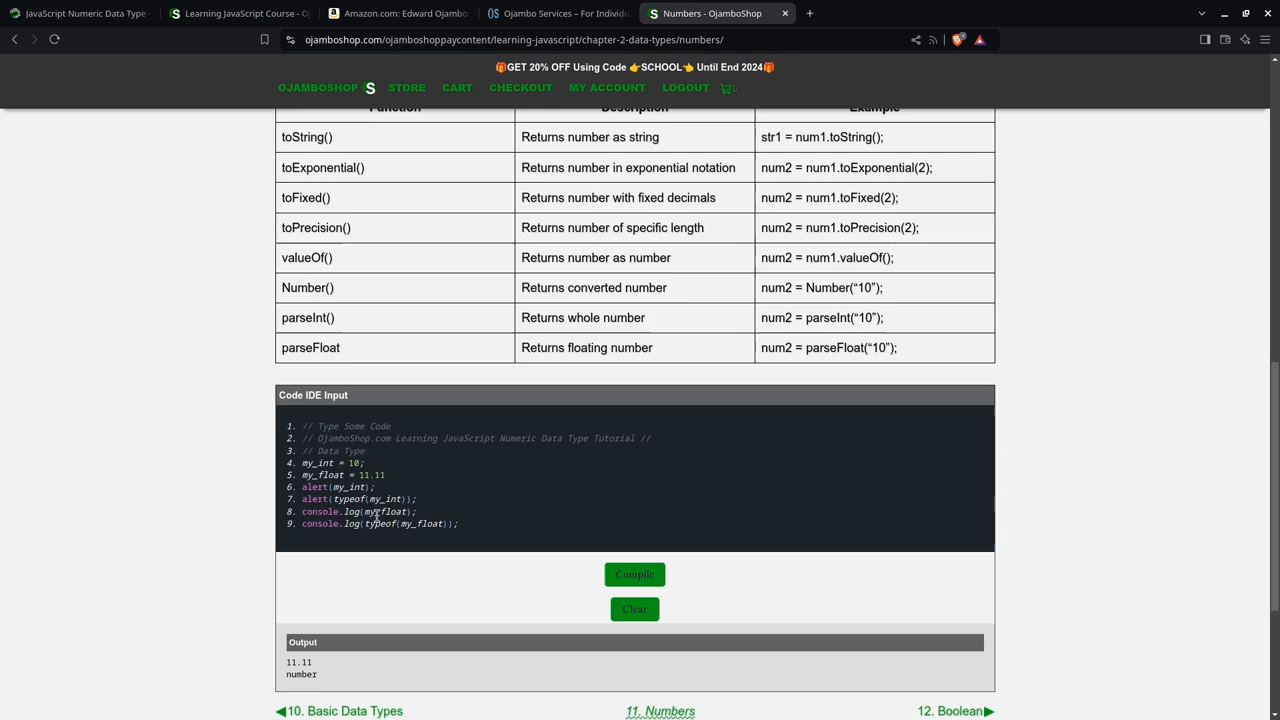 JavaScript Numeric Data Type
Learning JavaScript Course - O
Amazon.com: Edward Ojambo
Ojambo Services – For Individu
Numbers - OjamboShop
ojamboshop.com/ojamboshoppaycontent/learning-javascript/chapter-2-data-types/numbers/
🎁GET 20% OFF Using Code 👉SCHOOL👈 Until End 2024🎁
OJAMBOSHOP S STORE CART CHECKOUT MY ACCOUNT LOGOUT 0
Function Description Example
toString() Returns number as string str1 = num1.toString();
toExponential() Returns number in exponential notation num2 = num1.toExponential(2);
toFixed() Returns number with fixed decimals num2 = num1.toFixed(2);
toPrecision() Returns number of specific length num2 = num1.toPrecision(2);
valueOf() Returns number as number num2 = num1.valueOf();
Number() Returns converted number num2 = Number(“10”);
parseInt() Returns whole number num2 = parseInt(“10”);
parseFloat Returns floating number num2 = parseFloat(“10”);
Code IDE Input
1. // Type Some Code
2. // OjamboShop.com Learning JavaScript Numeric Data Type Tutorial //
3. // Data Type
4. my_int = 10;
5. my_float = 11.11
6. alert(my_int);
7. alert(typeof(my_int));
8. console.log(my_float);
9. console.log(typeof(my_float));
Compile
Clear
Output
11.11
number
◀10. Basic Data Types 11. Numbers 12. Boolean▶